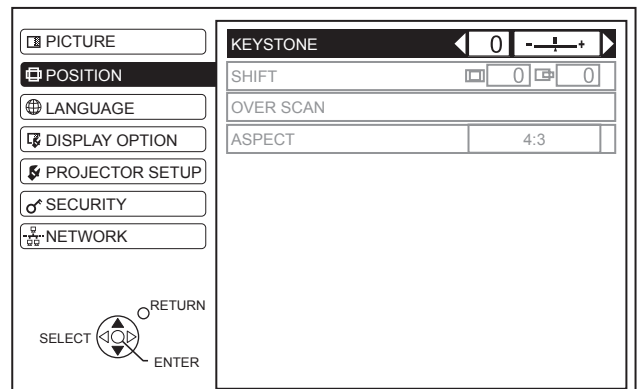 PICTURE
POSITION
LANGUAGE
DISPLAY OPTION
PROJECTOR SETUP
SECURITY
NETWORK
RETURN
SELECT
ENTER
KEYSTONE 0 - +
SHIFT 0 0
OVER SCAN
ASPECT 4:3